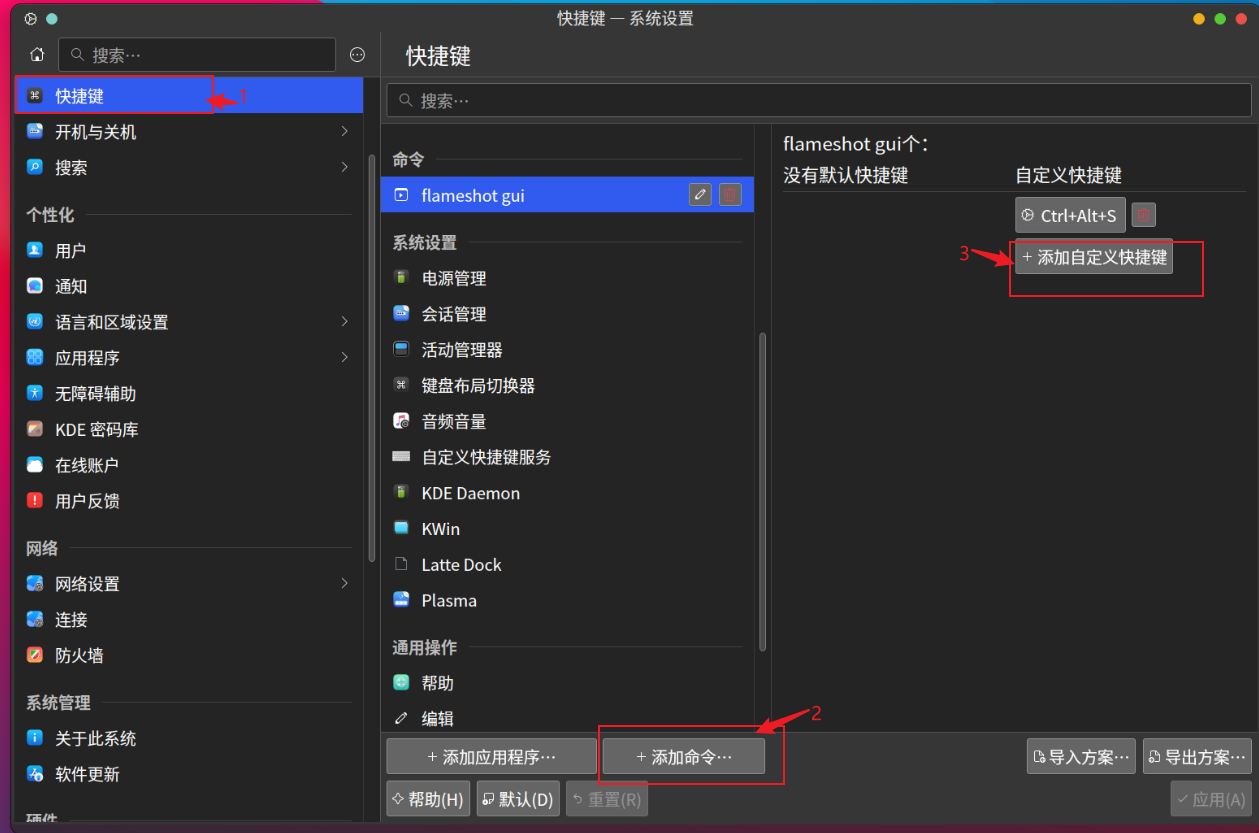 快捷键 — 系统设置
搜索…
快捷键
快捷键
1
开机与关机
搜索
个性化
用户
通知
语言和区域设置
应用程序
无障碍辅助
KDE 密码库
在线账户
用户反馈
网络
网络设置
连接
防火墙
系统管理
关于此系统
软件更新
硬件
搜索…
命令
flameshot gui
系统设置
电源管理
会话管理
活动管理器
键盘布局切换器
音频音量
自定义快捷键服务
KDE Daemon
KWin
Latte Dock
Plasma
通用操作
帮助
编辑
flameshot gui个：
没有默认快捷键
自定义快捷键
Ctrl+Alt+S
3
+ 添加自定义快捷键
2
+ 添加应用程序…
+ 添加命令…
导入方案…
导出方案…
帮助(H)
默认(D)
重置(R)
应用(A)